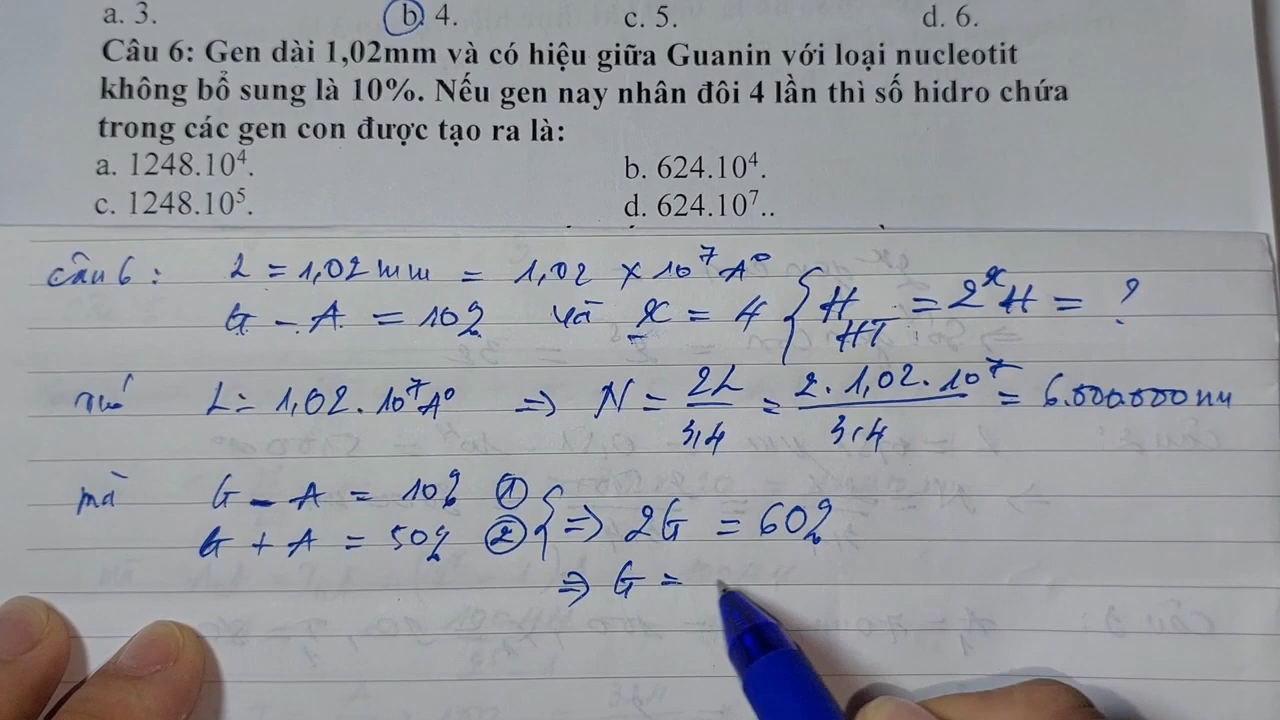 a. 3. b. 4. c. 5. d. 6.
Câu 6: Gen dài 1,02mm và có hiệu giữa Guanin với loại nucleotit
không bổ sung là 10%. Nếu gen nay nhân đôi 4 lần thì số hidro chứa
trong các gen con được tạo ra là:
a. 1248.10⁴. b. 624.10⁴.
c. 1248.10⁵. d. 624.10⁷..
Câu 6: L = 1,02 mm = 1,02 × 10⁷ A⁰
G - A = 10% và x = 4 } H_HT = 2ˣH = ?
L = 1,02 . 10⁷ A⁰ => N = 2L/3,4 = 2 . 1,02 . 10⁷/3,4 = 6.000.000 nu
mà G - A = 10% ①
G + A = 50% ② } => 2G = 60%
=> G =